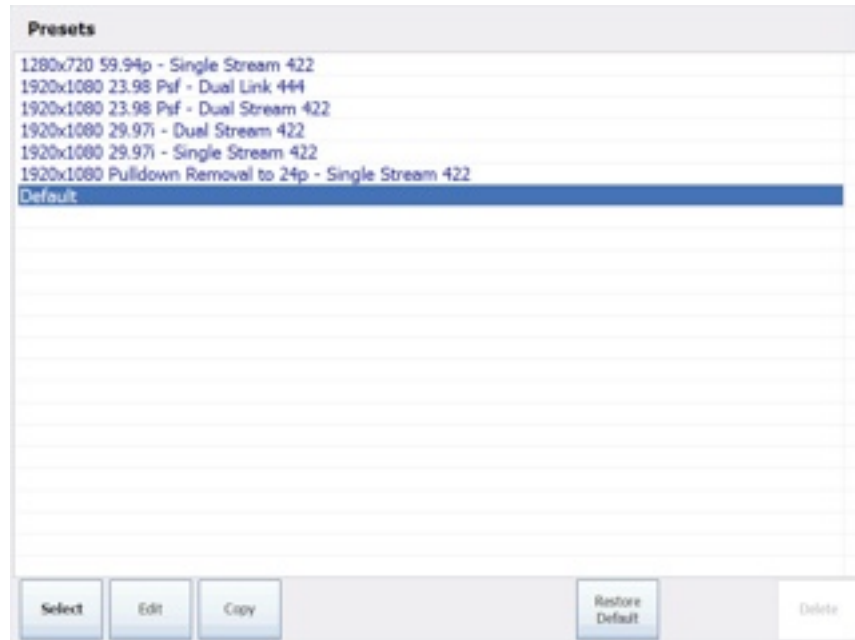 Presets
1280x720 59.94p - Single Stream 422
1920x1080 23.98 Psf - Dual Link 444
1920x1080 23.98 Psf - Dual Stream 422
1920x1080 29.97i - Dual Stream 422
1920x1080 29.97i - Single Stream 422
1920x1080 Pulldown Removal to 24p - Single Stream 422
Default
Select
Edit
Copy
Restore
Default
Delete